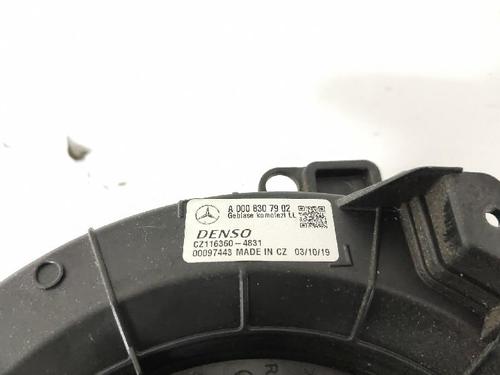 A 000 830 79 02
Gebläse komplett LL
DENSO
CZ116360-4831
00097443 MADE IN CZ 03/10/19